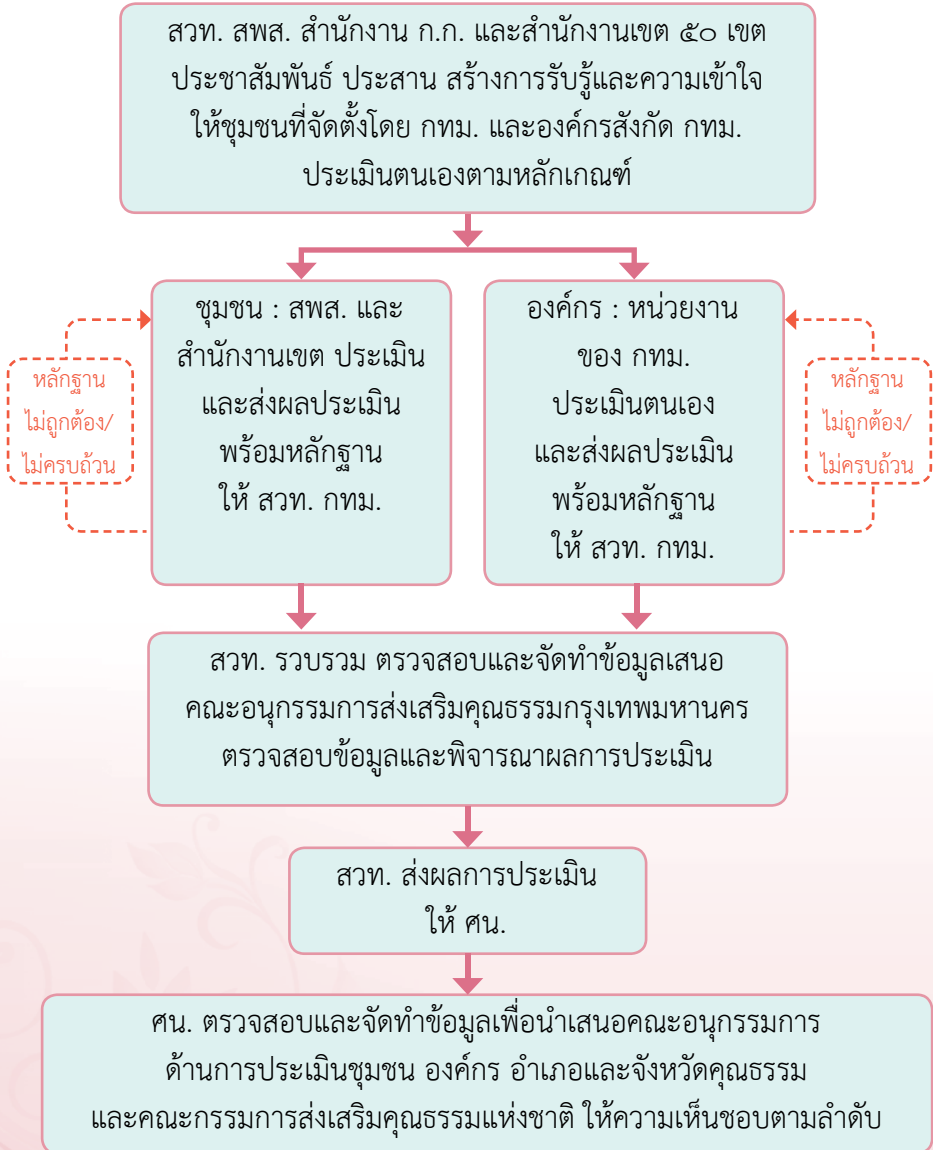 สวท. สพส. สำนักงาน ก.ก. และสำนักงานเขต ๕๐ เขต
ประชาสัมพันธ์ ประสาน สร้างการรับรู้และความเข้าใจ
ให้ชุมชนที่จัดตั้งโดย กทม. และองค์กรสังกัด กทม.
ประเมินตนเองตามหลักเกณฑ์
หลักฐาน
ไม่ถูกต้อง/
ไม่ครบถ้วน
ชุมชน : สพส. และ
สำนักงานเขต ประเมิน
และส่งผลประเมิน
พร้อมหลักฐาน
ให้ สวท. กทม.
องค์กร : หน่วยงาน
ของ กทม.
ประเมินตนเอง
และส่งผลประเมิน
พร้อมหลักฐาน
ให้ สวท. กทม.
หลักฐาน
ไม่ถูกต้อง/
ไม่ครบถ้วน
สวท. รวบรวม ตรวจสอบและจัดทำข้อมูลเสนอ
คณะอนุกรรมการส่งเสริมคุณธรรมกรุงเทพมหานคร
ตรวจสอบข้อมูลและพิจารณาผลการประเมิน
สวท. ส่งผลการประเมิน
ให้ ศน.
ศน. ตรวจสอบและจัดทำข้อมูลเพื่อนำเสนอคณะอนุกรรมการ
ด้านการประเมินชุมชน องค์กร อำเภอและจังหวัดคุณธรรม
และคณะกรรมการส่งเสริมคุณธรรมแห่งชาติ ให้ความเห็นชอบตามลำดับ